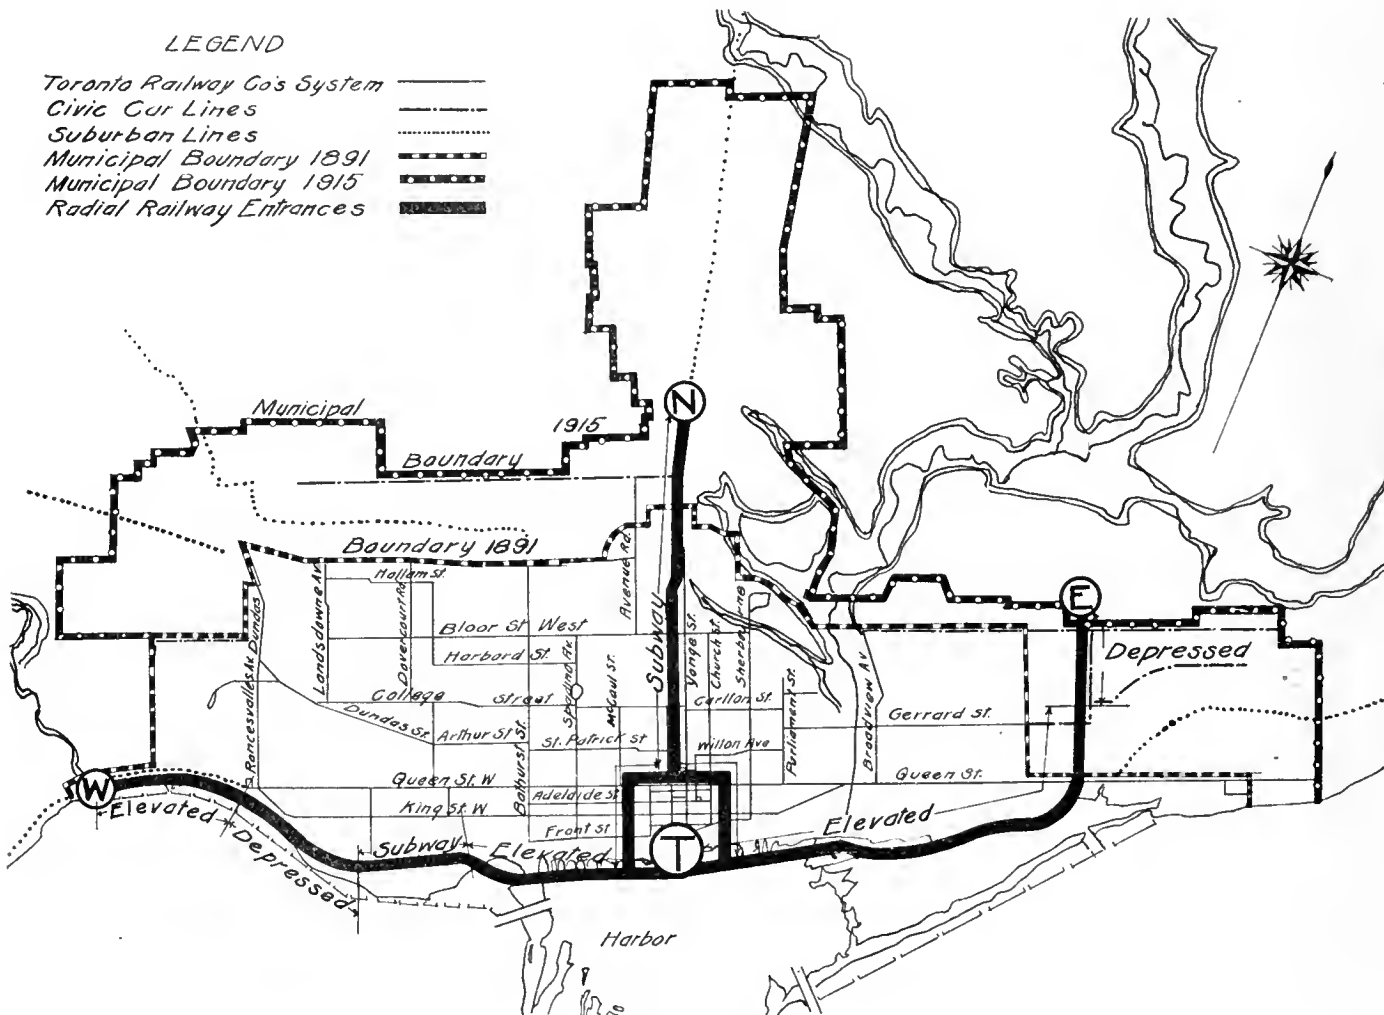 LEGEND
Toronto Railway Co's System
Civic Car Lines
Suburban Lines
Municipal Boundary 1891
Municipal Boundary 1915
Radial Railway Entrances
Municipal
1915
Boundary
N
Boundary 1891
Hallam St.
Avenue Rd.
Lansdowne Av
Dovercourt Rd
Dundas
Roncesvalles Av.
Bloor St West
Harbord St.
College Street
Dundas St.
Arthur St
St. Patrick St
Bathurst St.
Spadina Av.
McCaul St.
Subway
Yonge St.
Church St.
Sherbourne
Carlton St.
Wilton Ave
Parliament St.
Broadview Av
Gerrard St.
E
Depressed
Queen St. W
Queen St.
King St. W
Adelaide St
Front St
W
Elevated
Depressed
Subway
Elevated
T
Elevated
Harbor